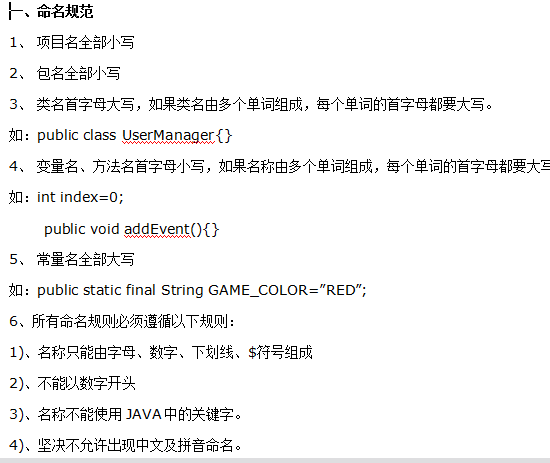 一、命名规范
1、 项目名全部小写
2、 包名全部小写
3、 类名首字母大写，如果类名由多个单词组成，每个单词的首字母都要大写。
如：public class UserManager{}
4、 变量名、方法名首字母小写，如果名称由多个单词组成，每个单词的首字母都要大写
如：int index=0;
public void addEvent(){}
5、 常量名全部大写
如：public static final String GAME_COLOR=”RED”;
6、所有命名规则必须遵循以下规则：
1)、名称只能由字母、数字、下划线、$符号组成
2)、不能以数字开头
3)、名称不能使用 JAVA 中的关键字。
4)、坚决不允许出现中文及拼音命名。